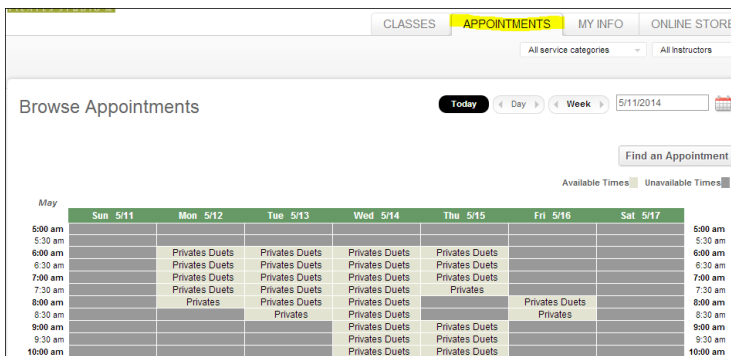 CLASSES APPOINTMENTS MY INFO ONLINE STORE
All service categories All Instructors
Browse Appointments Today Day Week 5/11/2014
Find an Appointment
Available Times Unavailable Times
May
Sun 5/11 Mon 5/12 Tue 5/13 Wed 5/14 Thu 5/15 Fri 5/16 Sat 5/17
5:00 am 5:00 am
5:30 am 5:30 am
6:00 am Privates Duets Privates Duets Privates Duets Privates Duets 6:00 am
6:30 am Privates Duets Privates Duets Privates Duets Privates Duets 6:30 am
7:00 am Privates Duets Privates Duets Privates Duets Privates Duets 7:00 am
7:30 am Privates Duets Privates Duets Privates Duets Privates 7:30 am
8:00 am Privates Privates Duets Privates Duets Privates Duets 8:00 am
8:30 am Privates Privates Duets Privates 8:30 am
9:00 am Privates Duets Privates Duets 9:00 am
9:30 am Privates Duets Privates Duets 9:30 am
10:00 am Privates Duets Privates Duets 10:00 am